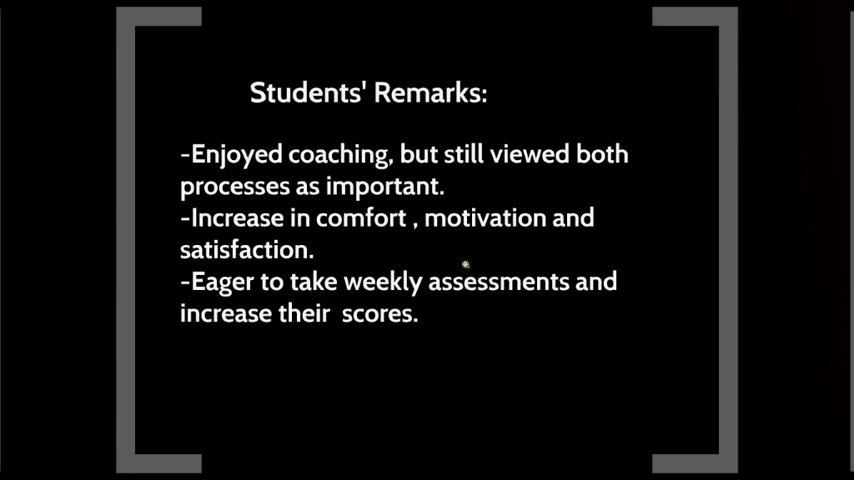 Students' Remarks:
-Enjoyed coaching, but still viewed both
processes as important.
-Increase in comfort , motivation and
satisfaction.
-Eager to take weekly assessments and
increase their  scores.